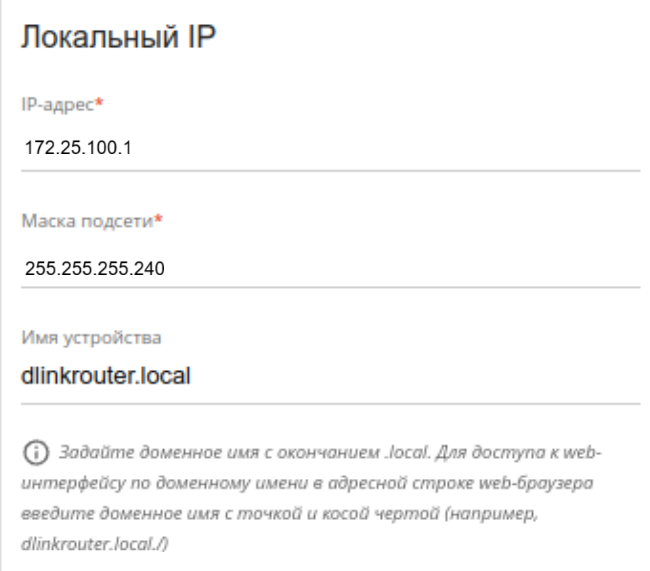 Локальный IP
IP-адрес*
172.25.100.1
Маска подсети*
255.255.255.240
Имя устройства
dlinkrouter.local
Задайте доменное имя с окончанием .local. Для доступа к web-
интерфейсу по доменному имени в адресной строке web-браузера
введите доменное имя с точкой и косой чертой (например,
dlinkrouter.local./)